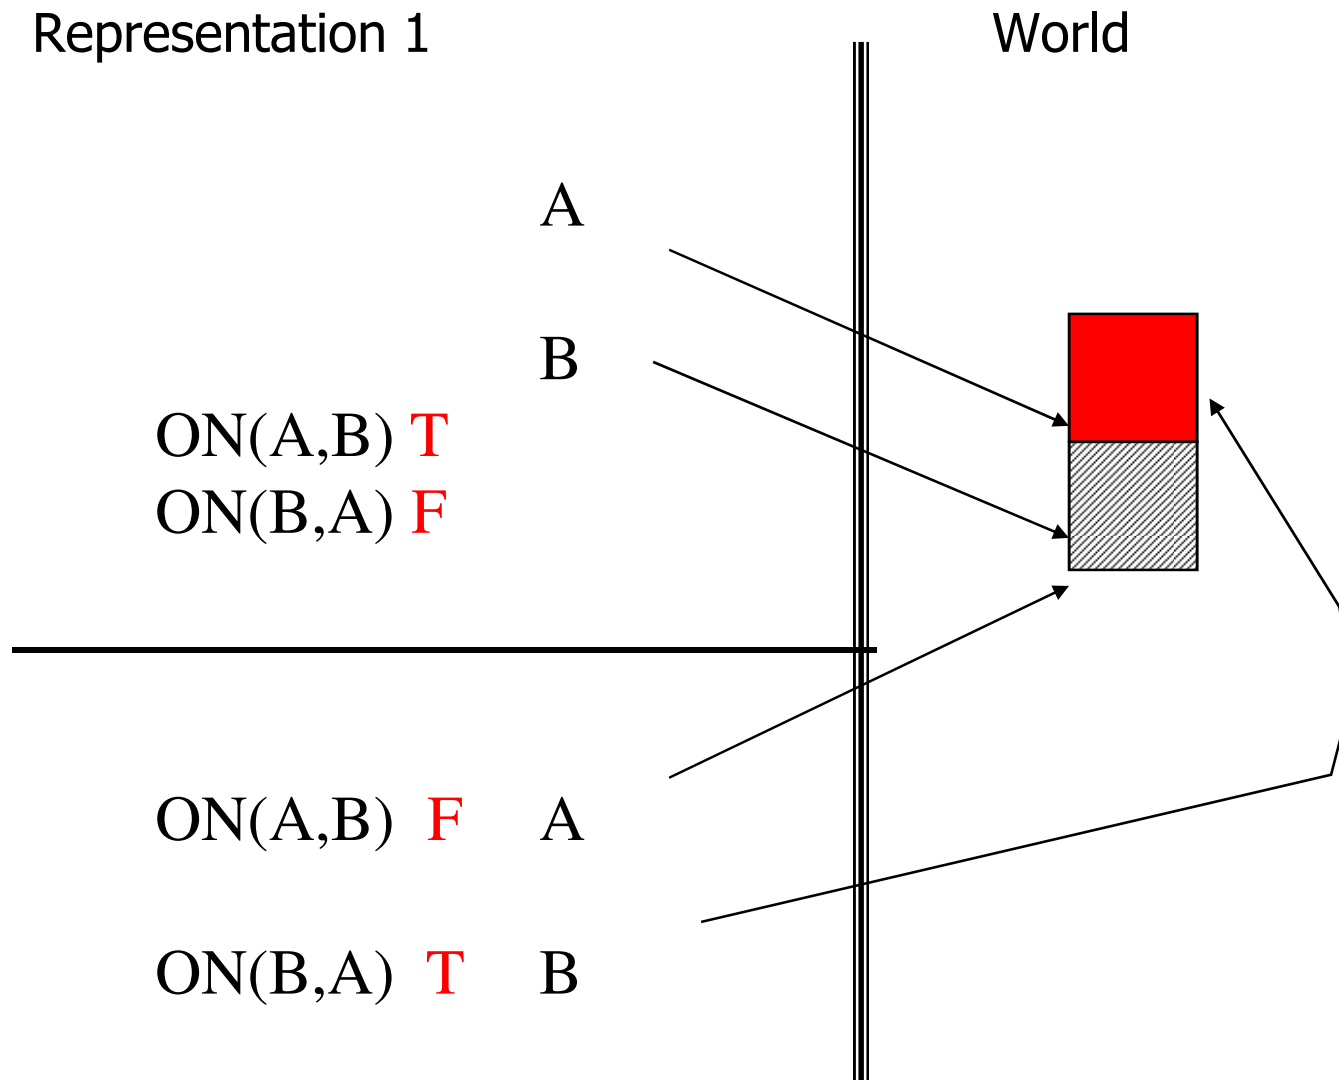 Representation 1
World
A
B
ON(A,B) T
ON(B,A) F
ON(A,B) F A
ON(B,A) T B